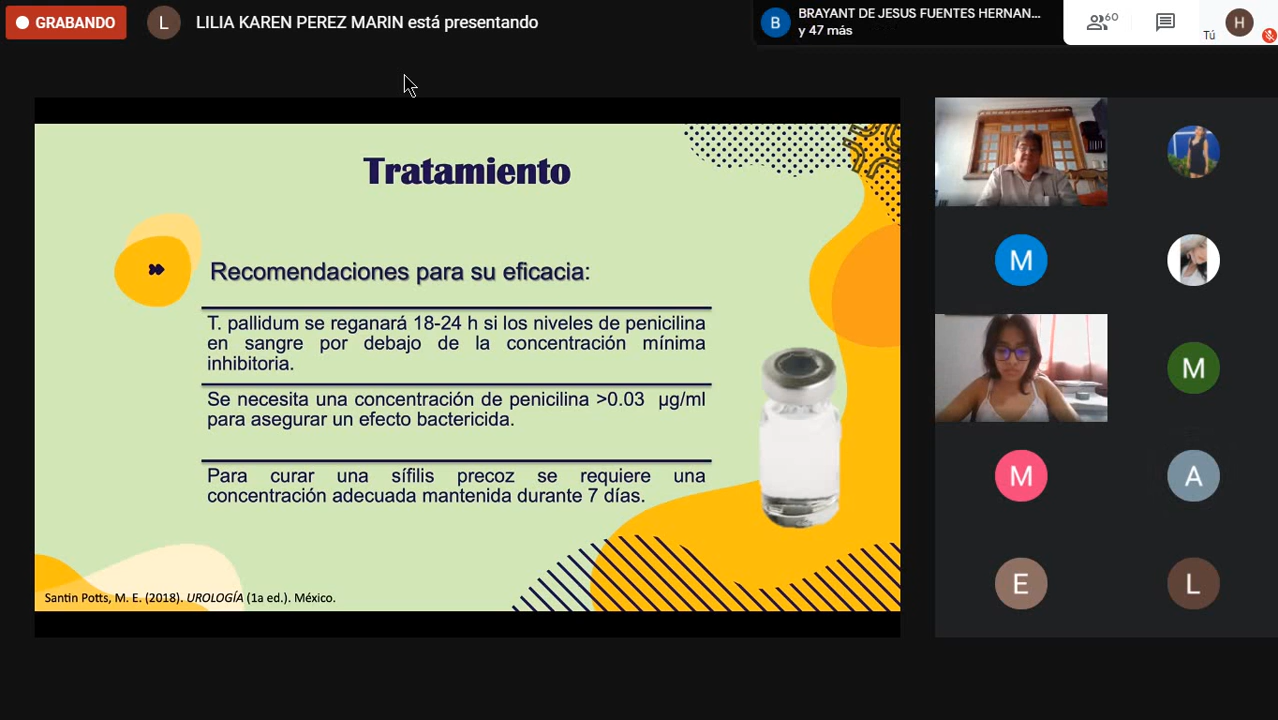 GRABANDO
L
LILIA KAREN PEREZ MARIN está presentando
B
BRAYANT DE JESUS FUENTES HERNAN...
y 47 más
60
Tú
H
Tratamiento
Recomendaciones para su eficacia:
T. pallidum se reganará 18-24 h si los niveles de penicilina
en sangre por debajo de la concentración mínima
inhibitoria.
Se necesita una concentración de penicilina >0.03 µg/ml
para asegurar un efecto bactericida.
Para curar una sífilis precoz se requiere una
concentración adecuada mantenida durante 7 días.
Santin Potts, M. E. (2018). UROLOGÍA (1a ed.). México.
M
M
M
A
E
L